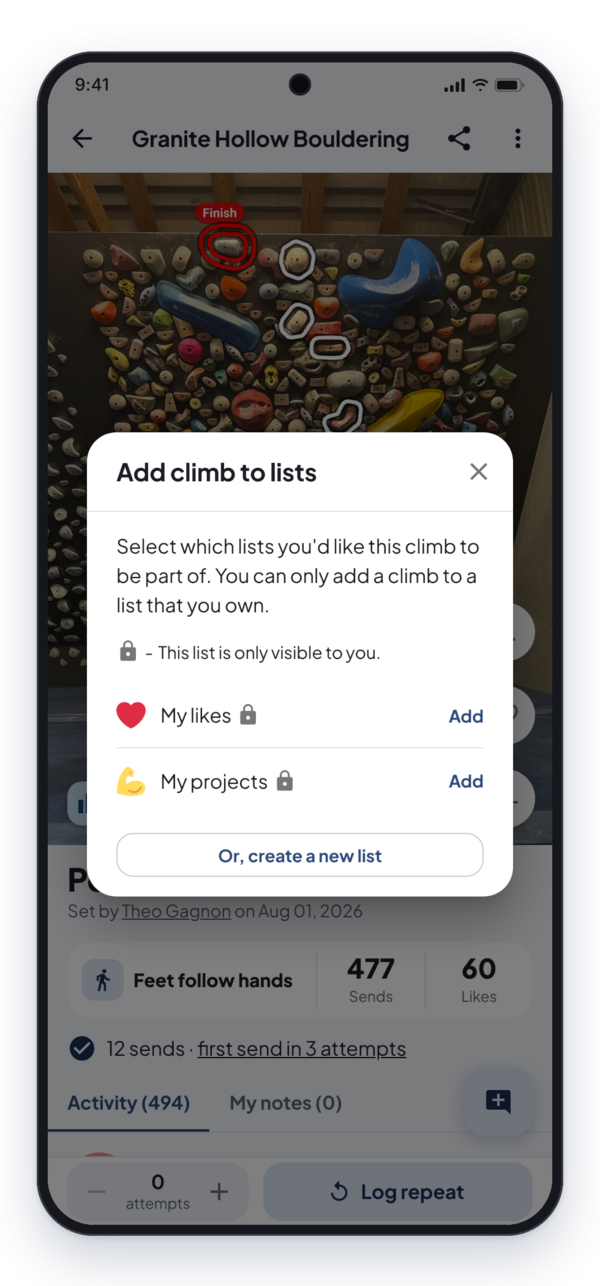 9:41
Granite Hollow Bouldering
Finish
Add climb to lists
Select which lists you'd like this climb to
be part of. You can only add a climb to a
list that you own.
- This list is only visible to you.
My likes
Add
My projects
Add
Or, create a new list
Set by Theo Gagnon on Aug 01, 2026
Feet follow hands
477
Sends
60
Likes
12 sends · first send in 3 attempts
Activity (494)
My notes (0)
0
attempts
Log repeat